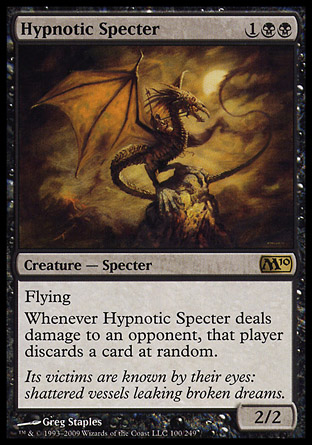 Hypnotic Specter 1
Creature — Specter M10
Flying
Whenever Hypnotic Specter deals
damage to an opponent, that player
discards a card at random.
Its victims are known by their eyes:
shattered vessels leaking broken dreams.
Greg Staples
™ & © 1993–2009 Wizards of the Coast LLC 100/249
2/2